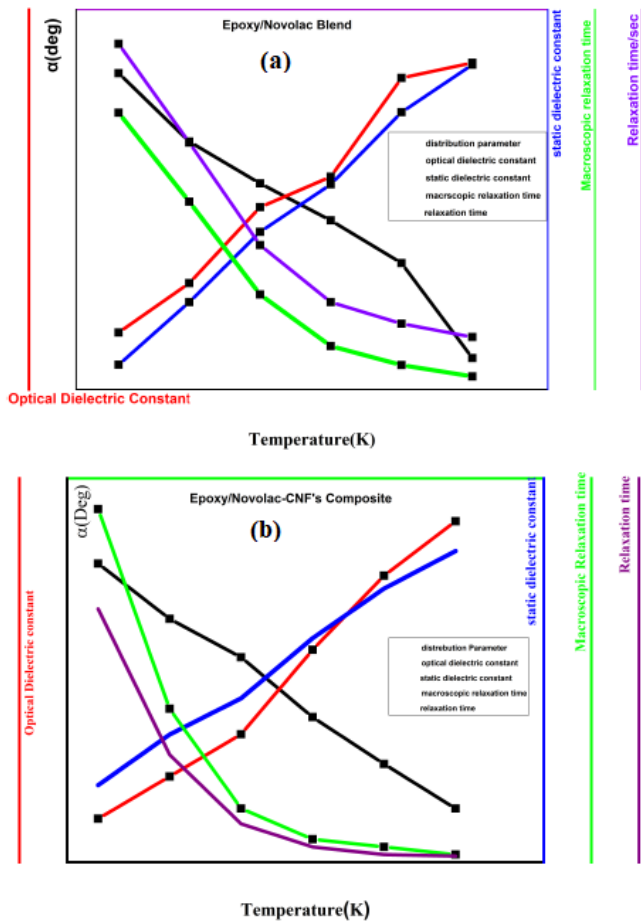 Epoxy/Novolac Blend
(a)
α(deg)
distribution parameter
optical dielectric constant
static dielectric constant
macrscopic relaxation time
relaxation time
static dielectric constant
Macroscopic relaxation time
Relaxation time/sec
Optical Dielectric Constant
Temperature(K)
Epoxy/Novolac-CNF's Composite
(b)
α(Deg)
Optical Dielectric constant
distrebution Parameter
optical dielectric constant
static dielectric constant
macroscopic relaxation time
relaxation time
static dielectric constant
Macroscopic Relaxation time
Relaxation time
Temperature(K)